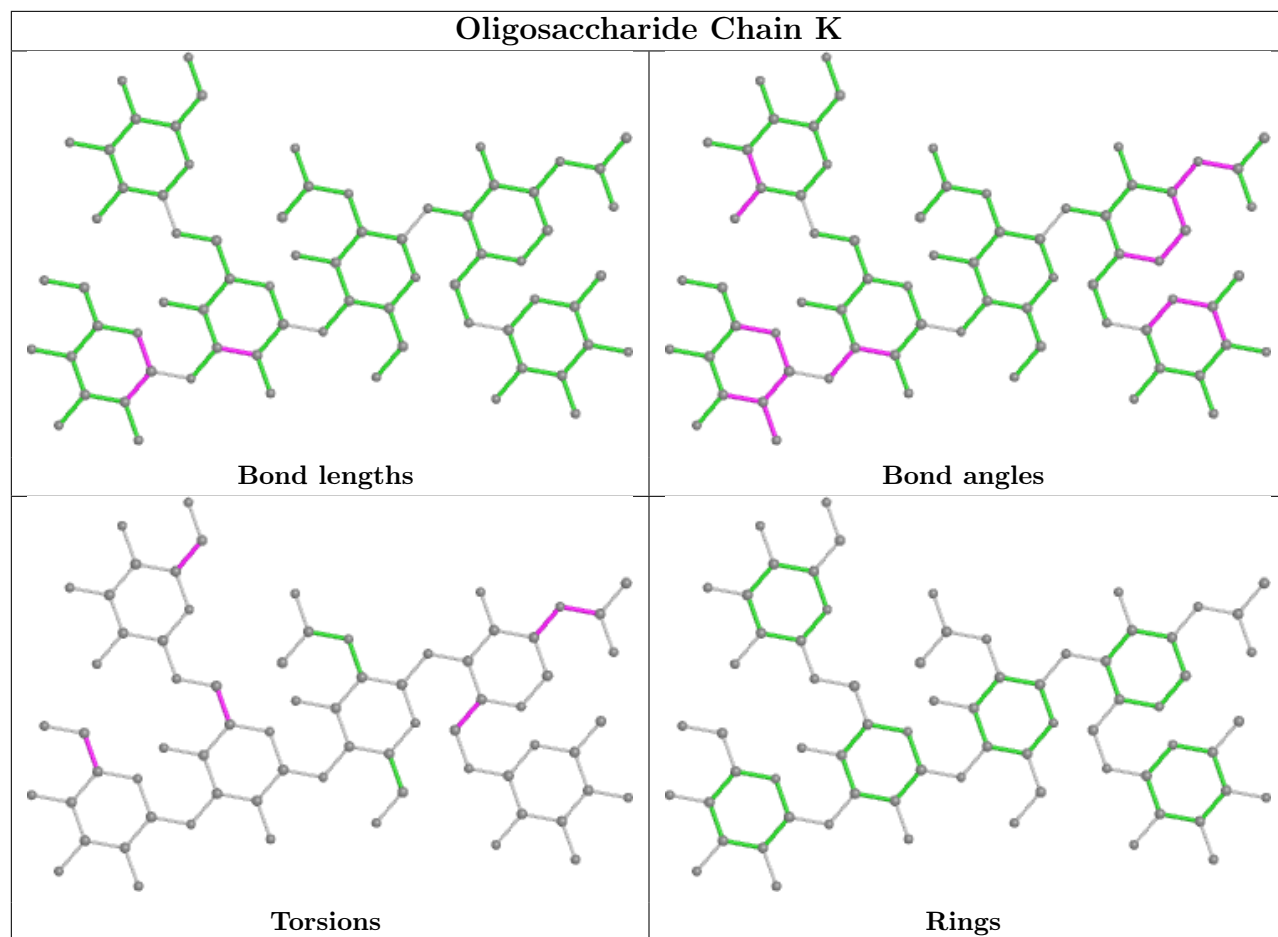 Oligosaccharide Chain K
Bond lengths
Bond angles
Torsions
Rings